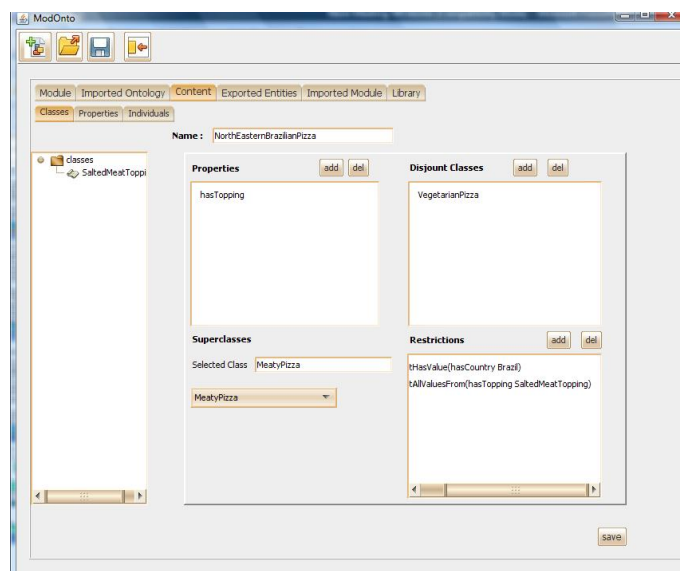 ModOnto
Module Imported Ontology Content Exported Entities Imported Module Library
Classes Properties Individuals
Name : NorthEasternBrazilianPizza
classes
SaltedMeatToppi
Properties add del
hasTopping
Disjount Classes add del
VegetarianPizza
Superclasses
Selected Class MeatyPizza
MeatyPizza
Restrictions add del
tHasValue(hasCountry Brazil)
tAllValuesFrom(hasTopping SaltedMeatTopping)
save